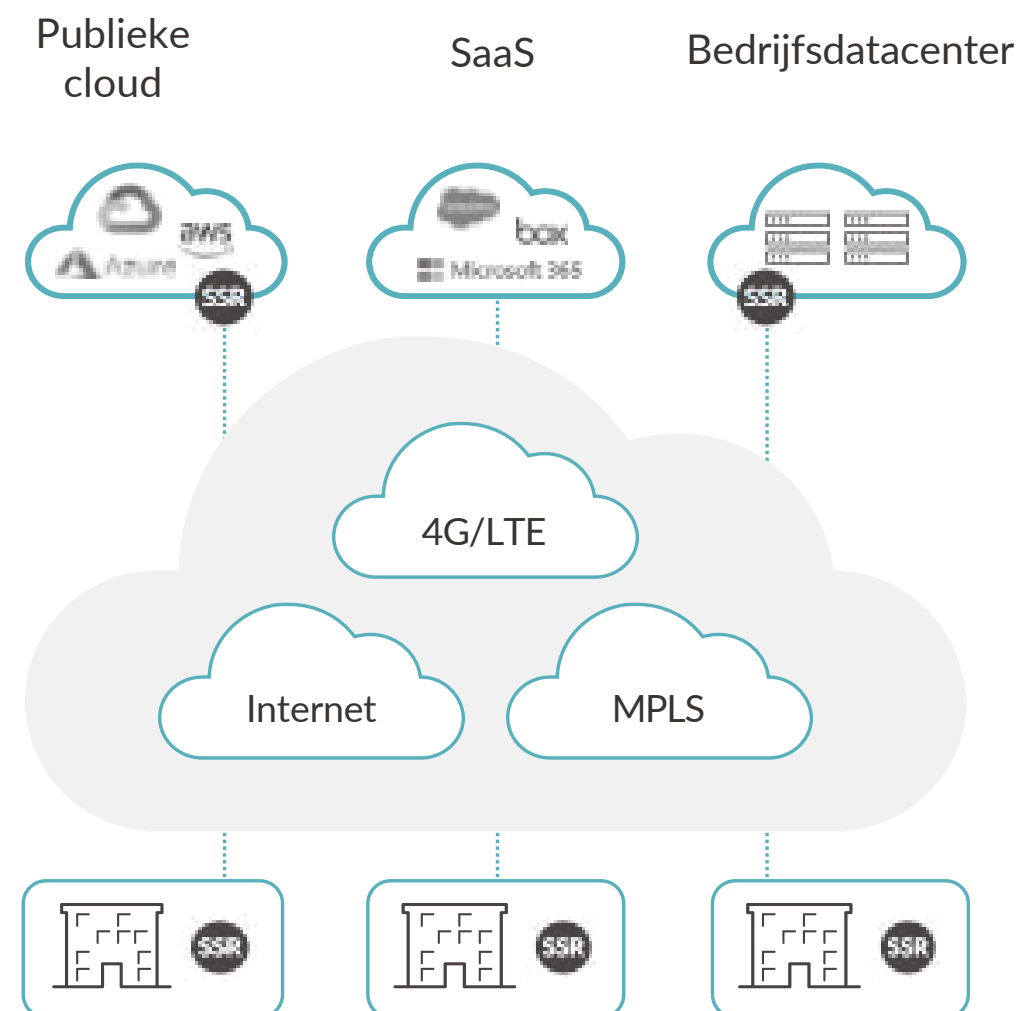 Publieke
cloud
SaaS
Bedrijfsdatacenter
aws
Azure
SSR
box
Microsoft 365
SSR
4G/LTE
Internet
MPLS
SSR
SSR
SSR